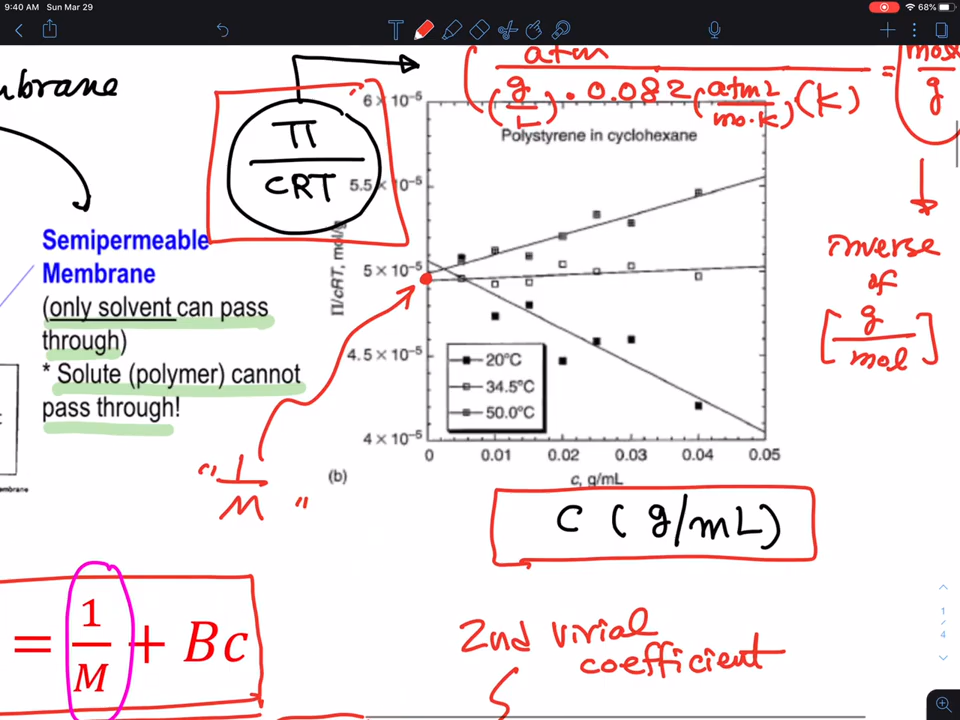 9:40 AM Sun Mar 29
68%
mbrane
Π
cRT
atm
(g/L) · 0.082 (atm L/mol·K) (K)
=
mol
g
inverse
of
[g/mol]
Semipermeable
Membrane
(only solvent can pass
through)
* Solute (polymer) cannot
pass through!
6 × 10⁻⁵
5.5 × 10⁻⁵
5 × 10⁻⁵
4.5 × 10⁻⁵
4 × 10⁻⁵
Π/cRT, mol/g
Polystyrene in cyclohexane
20°C
34.5°C
50.0°C
0 0.01 0.02 0.03 0.04 0.05
c, g/mL
(b)
"1/M"
C (g/mL)
= 1/M + Bc
2nd virial
coefficient
1
/
4